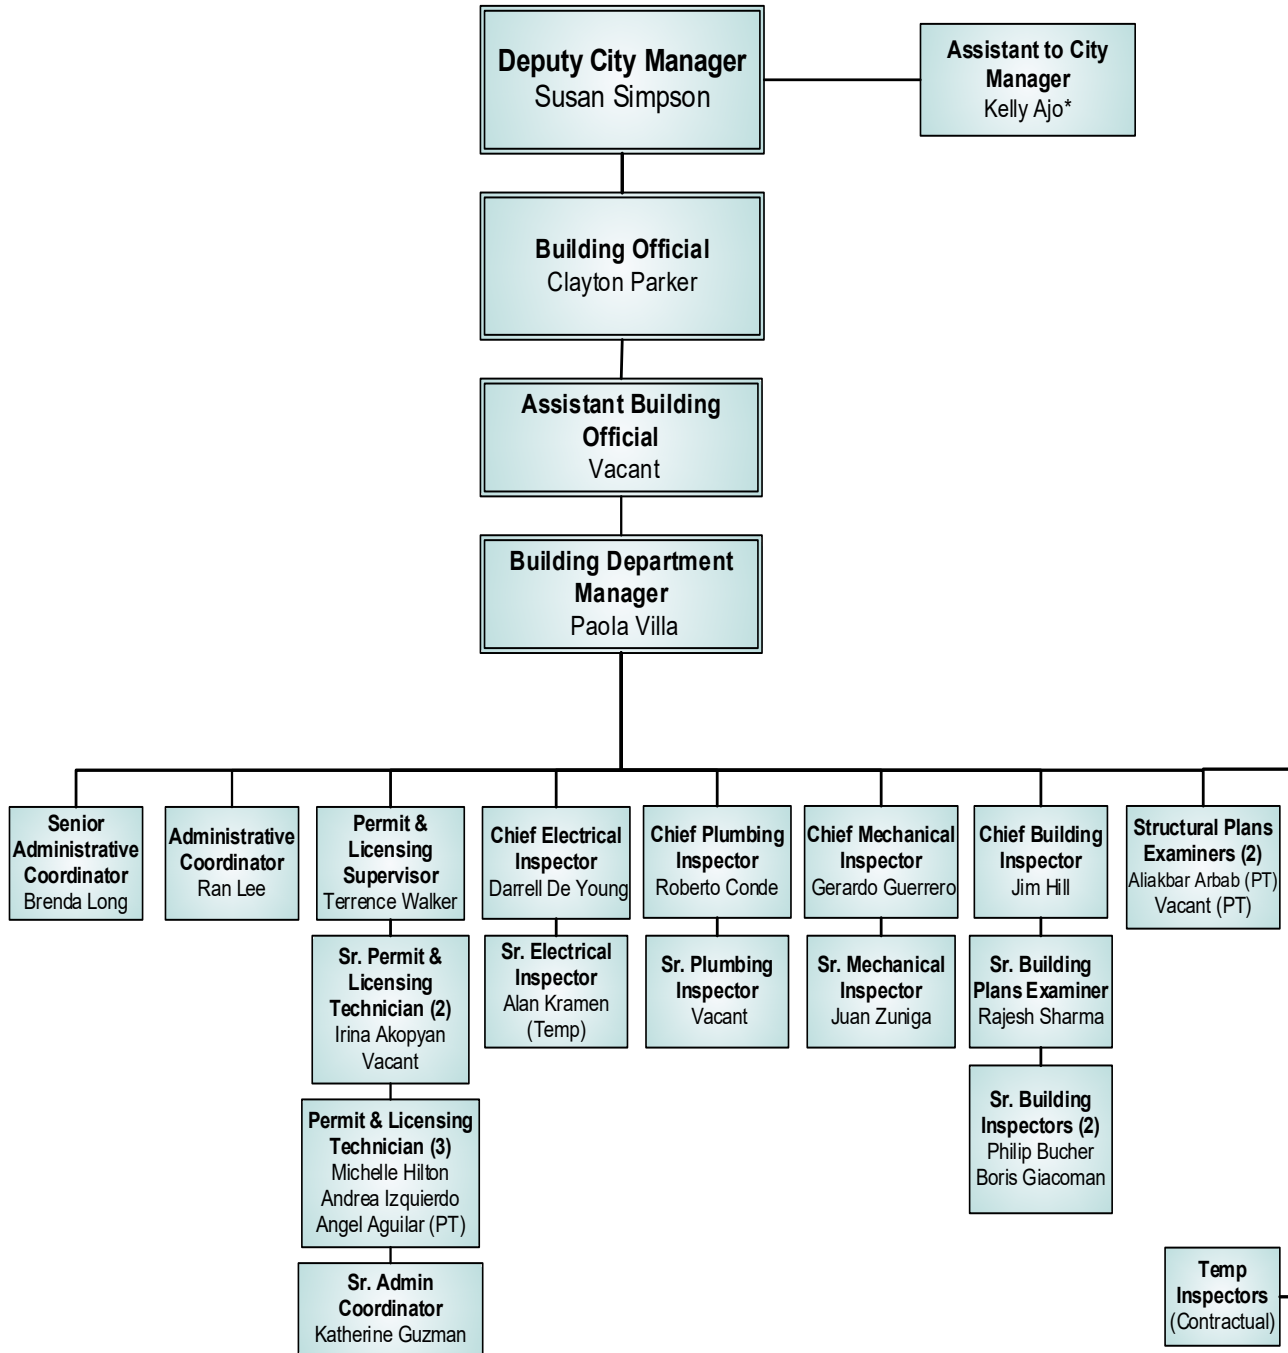 Deputy City Manager
Susan Simpson
Assistant to City
Manager
Kelly Ajo*
Building Official
Clayton Parker
Assistant Building
Official
Vacant
Building Department
Manager
Paola Villa
Senior
Administrative
Coordinator
Brenda Long
Administrative
Coordinator
Ran Lee
Permit &
Licensing
Supervisor
Terrence Walker
Chief Electrical
Inspector
Darrell De Young
Chief Plumbing
Inspector
Roberto Conde
Chief Mechanical
Inspector
Gerardo Guerrero
Chief Building
Inspector
Jim Hill
Structural Plans
Examiners (2)
Aliakbar Arbab (PT)
Vacant (PT)
Sr. Permit &
Licensing
Technician (2)
Irina Akopyan
Vacant
Sr. Electrical
Inspector
Alan Kramen
(Temp)
Sr. Plumbing
Inspector
Vacant
Sr. Mechanical
Inspector
Juan Zuniga
Sr. Building
Plans Examiner
Rajesh Sharma
Permit & Licensing
Technician (3)
Michelle Hilton
Andrea Izquierdo
Angel Aguilar (PT)
Sr. Building
Inspectors (2)
Philip Bucher
Boris Giacoman
Sr. Admin
Coordinator
Katherine Guzman
Temp
Inspectors
(Contractual)